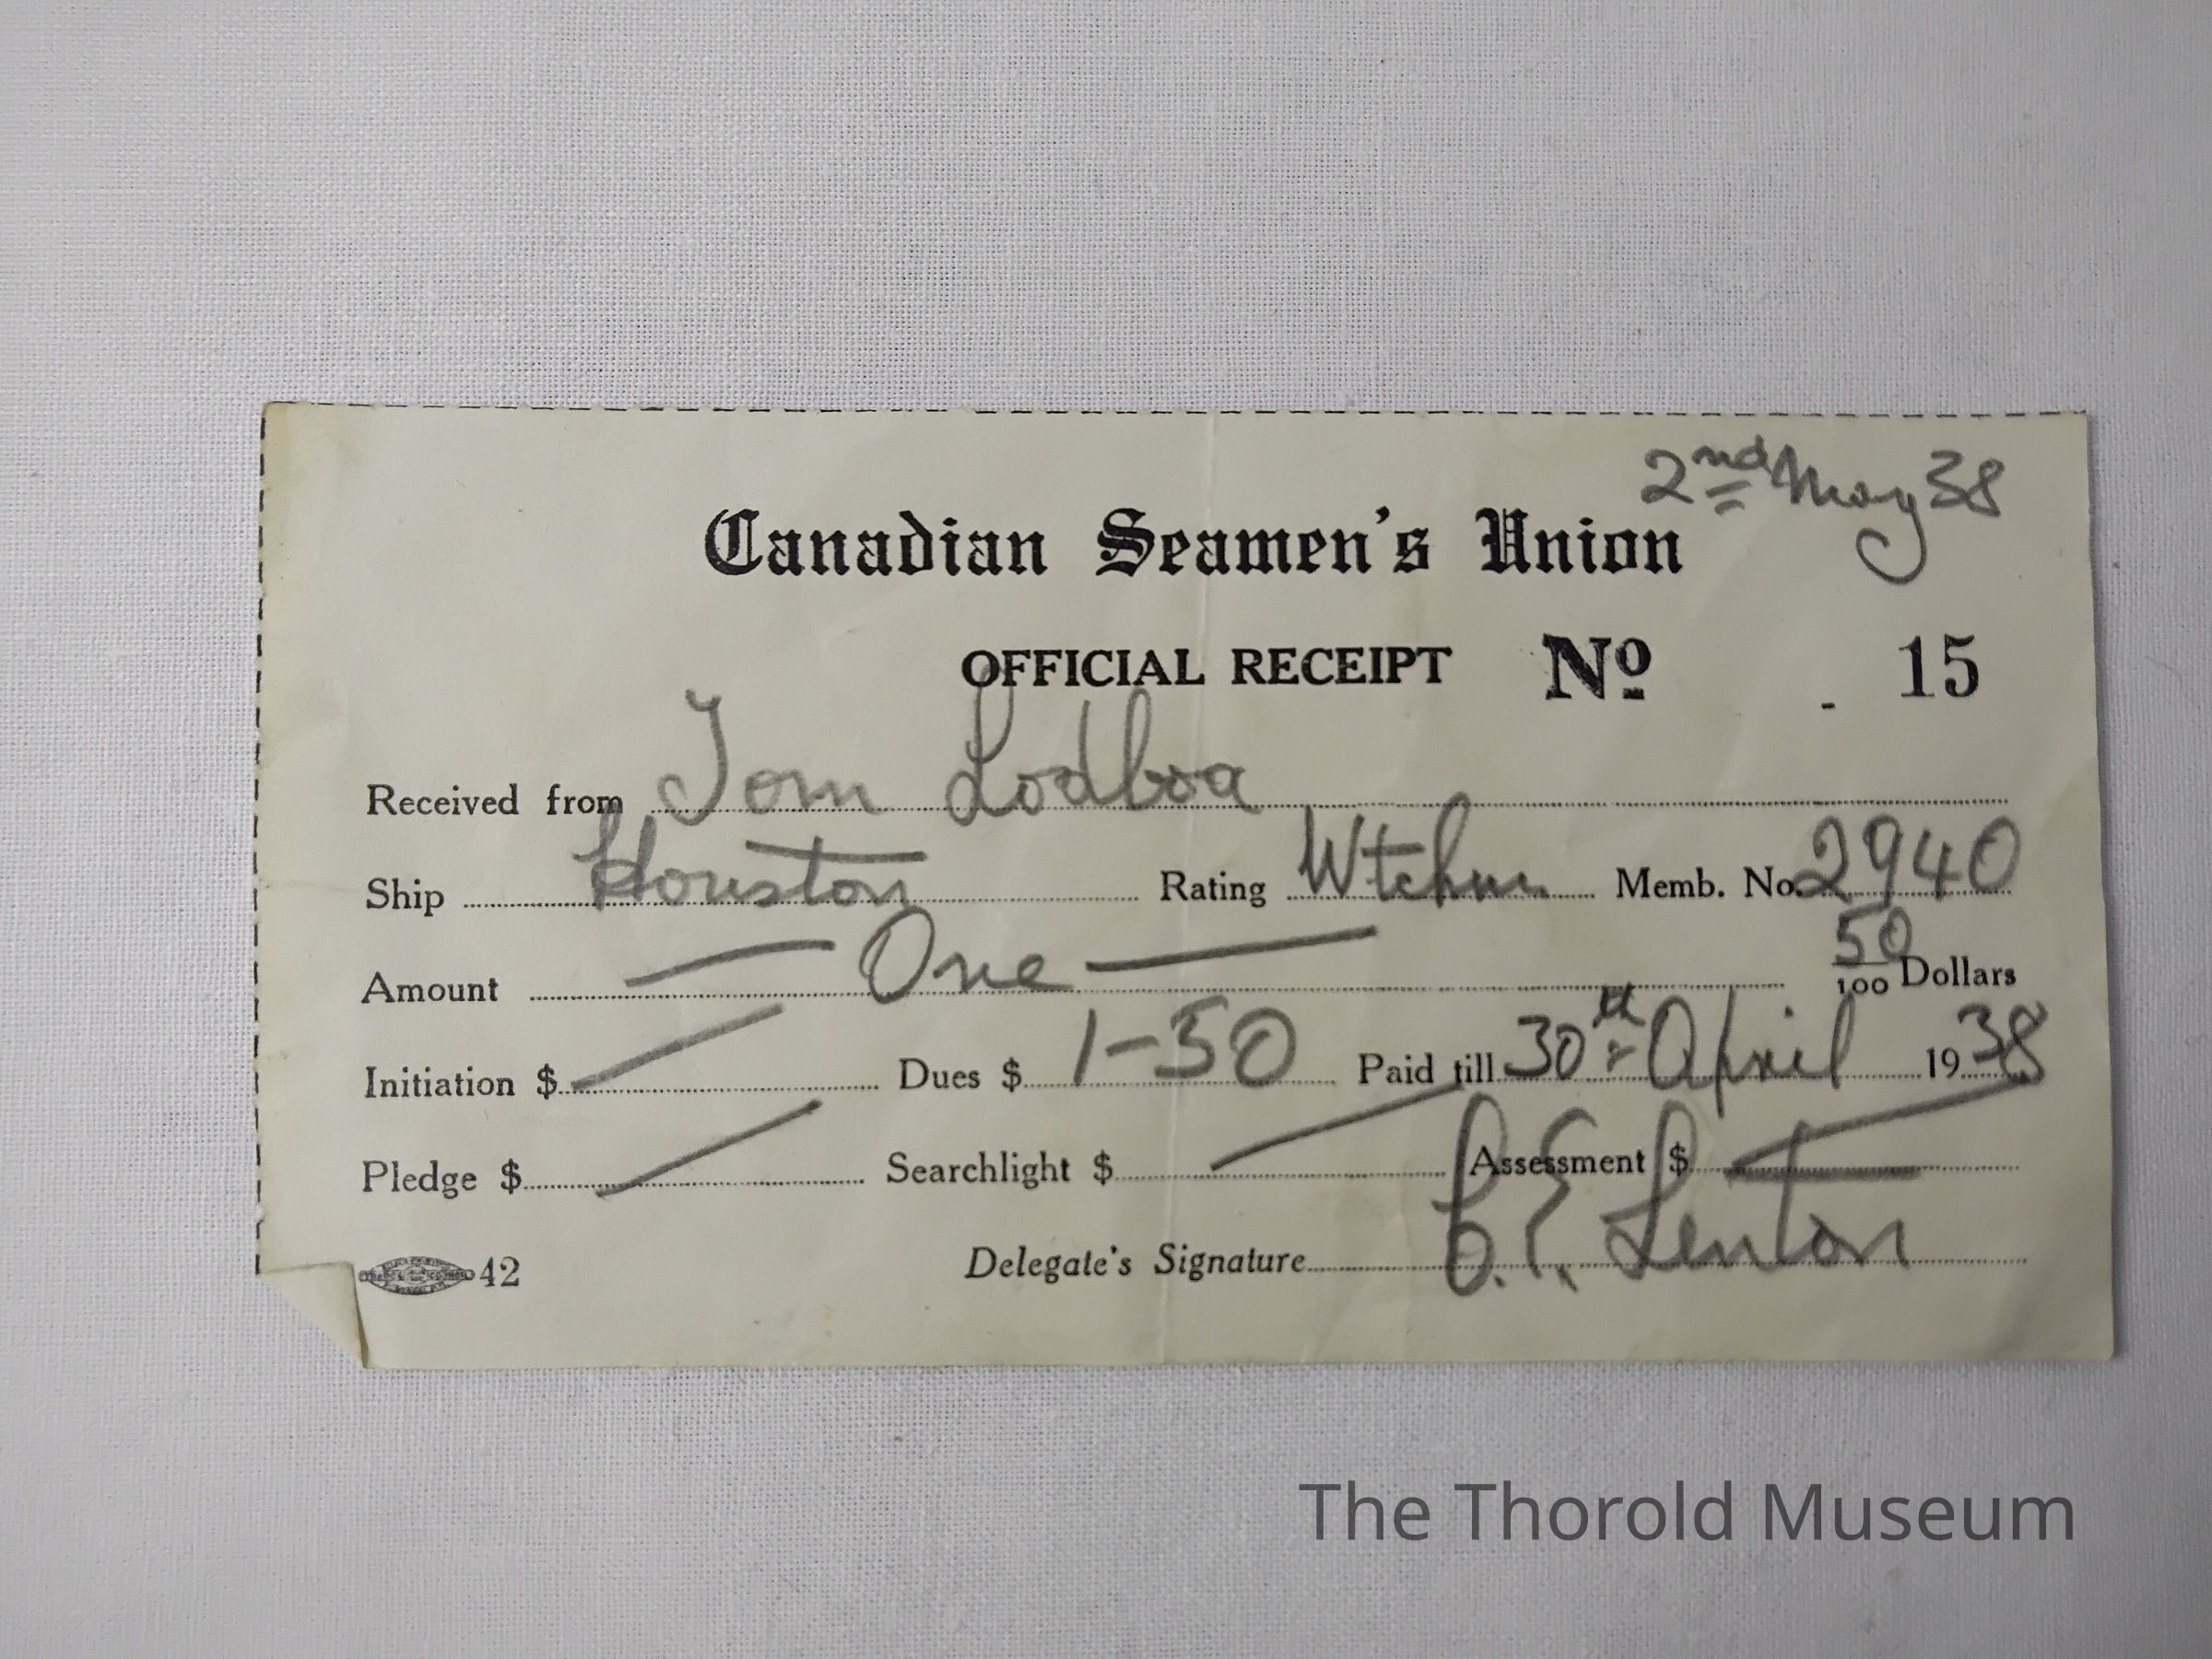 2nd May 38
Canadian Seamen's Union
OFFICIAL RECEIPT No 15
Received from Tom Lodboa
Ship Houston Rating Wtchmn Memb. No. 2940
Amount — One — 50/100 Dollars
Initiation $ Dues $ 1-50 Paid till 30th April 1938
Pledge $ Searchlight $ Assessment $
42 Delegate's Signature C. E. Lenton
The Thorold Museum